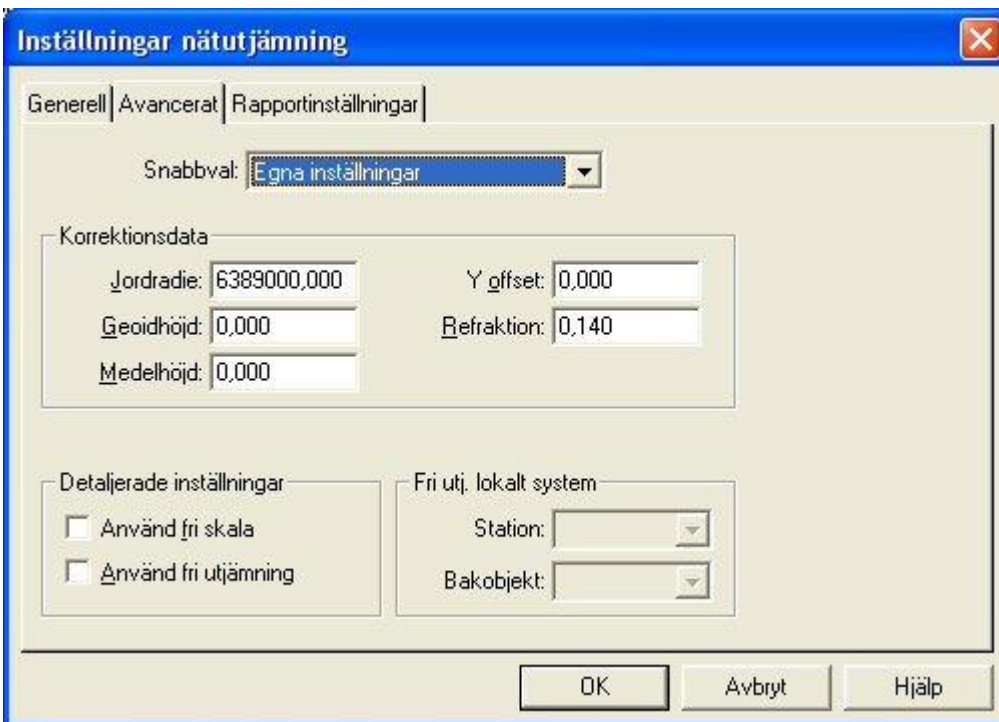 Inställningar nätutjämning
Generell Avancerat Rapportinställningar
Snabbval: Egna inställningar
Korrektionsdata
Jordradie: 6389000,000 Y offset: 0,000
Geoidhöjd: 0,000 Refraktion: 0,140
Medelhöjd: 0,000
Detaljerade inställningar
Använd fri skala
Använd fri utjämning
Fri utj. lokalt system
Station:
Bakobjekt:
OK Avbryt Hjälp